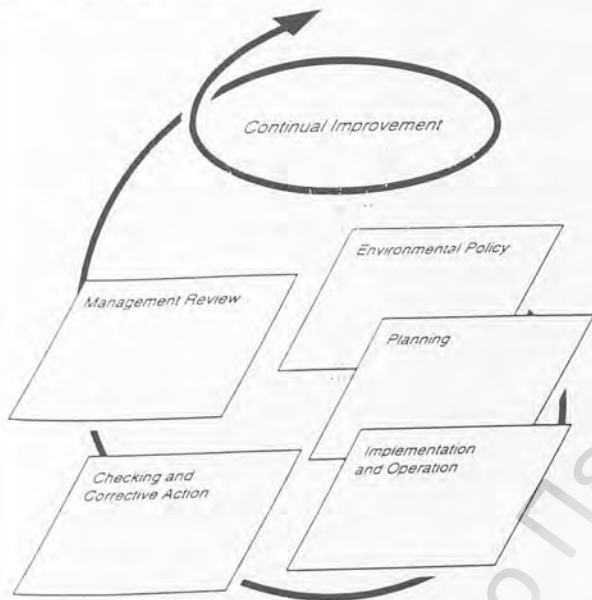 Continual Improvement
Environmental Policy
Management Review
Planning
Implementation
and Operation
Checking and
Corrective Action